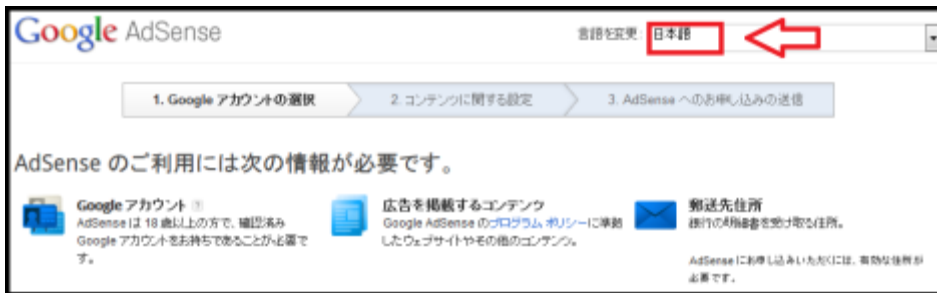 Google AdSense
言語を変更: 日本語
1. Google アカウントの選択
2. コンテンツに関する設定
3. AdSense へのお申し込みの送信
AdSense のご利用には次の情報が必要です。
Google アカウント ?
AdSense は 18 歳以上の方で、確認済み
Google アカウントをお持ちであることが必要で
す。
広告を掲載するコンテンツ
Google AdSense のプログラム ポリシーに準拠
したウェブサイトやその他のコンテンツ。
郵送先住所
銀行の明細書を受け取る住所。
AdSense にお申し込みいただくには、有効な住所が
必要です。